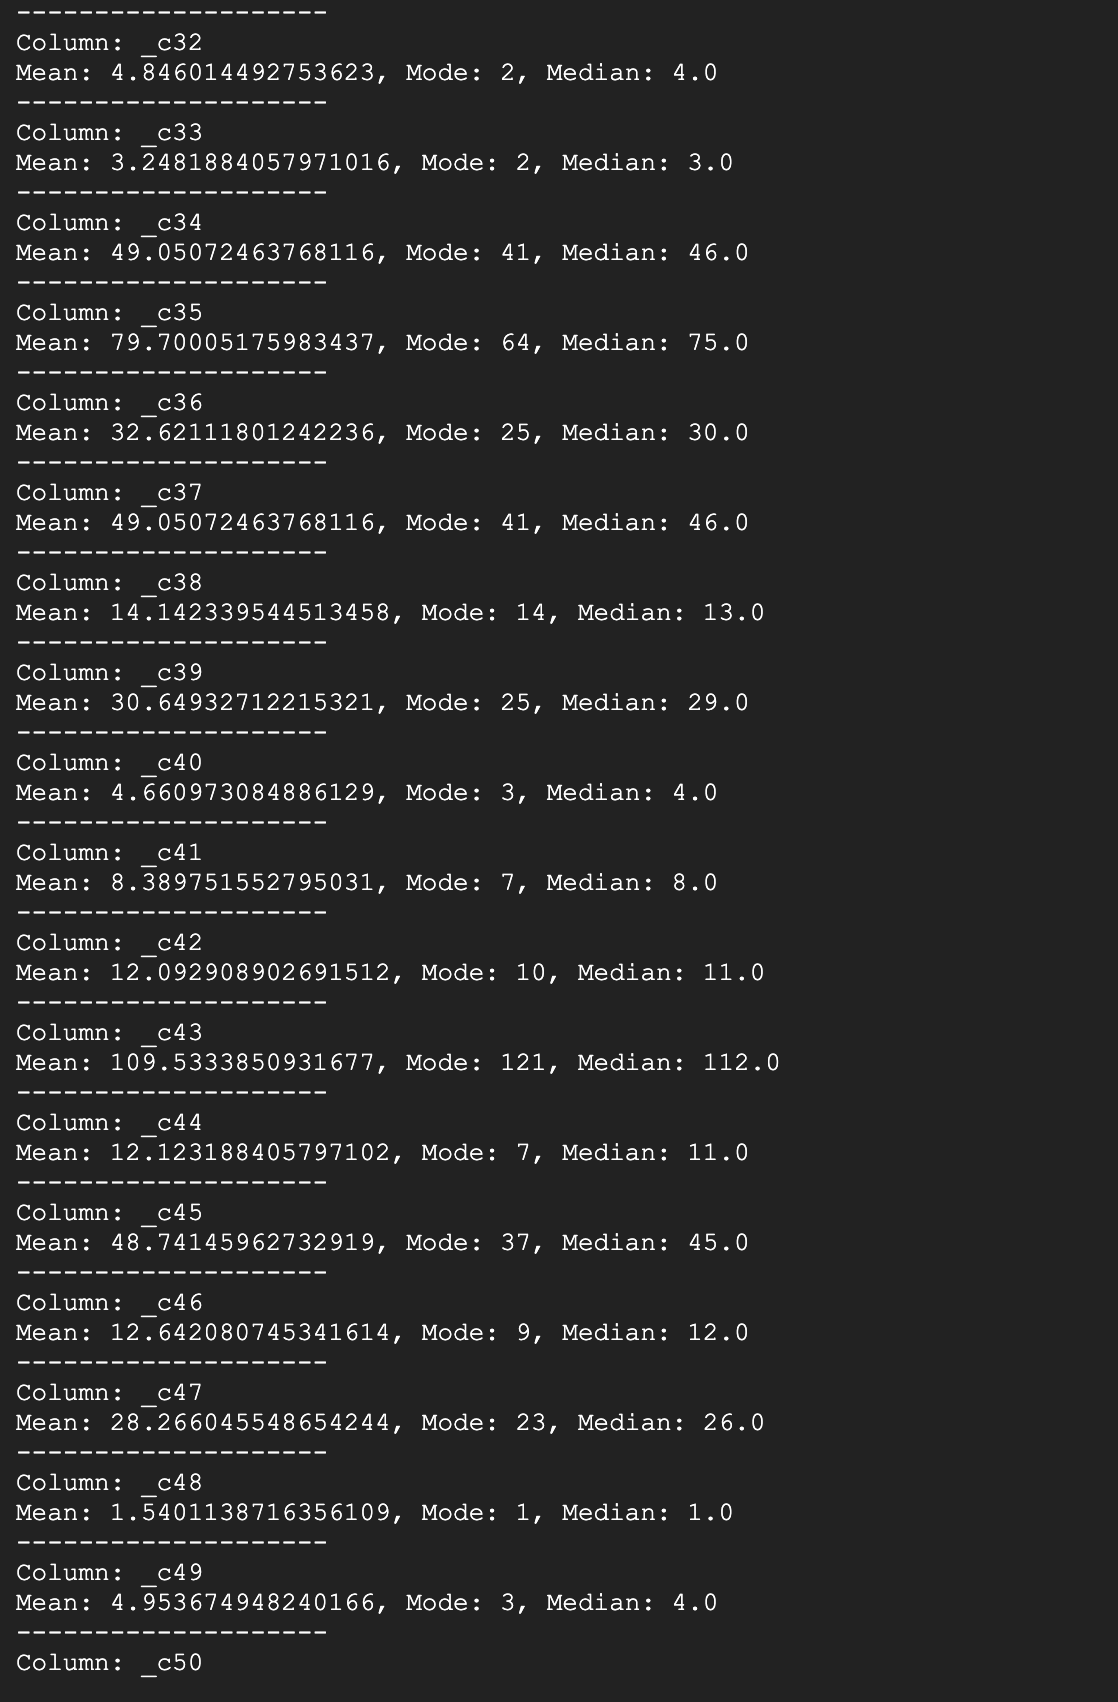 --------------------
Column: _c32
Mean: 4.846014492753623, Mode: 2, Median: 4.0
--------------------
Column: _c33
Mean: 3.2481884057971016, Mode: 2, Median: 3.0
--------------------
Column: _c34
Mean: 49.05072463768116, Mode: 41, Median: 46.0
--------------------
Column: _c35
Mean: 79.70005175983437, Mode: 64, Median: 75.0
--------------------
Column: _c36
Mean: 32.62111801242236, Mode: 25, Median: 30.0
--------------------
Column: _c37
Mean: 49.05072463768116, Mode: 41, Median: 46.0
--------------------
Column: _c38
Mean: 14.142339544513458, Mode: 14, Median: 13.0
--------------------
Column: _c39
Mean: 30.64932712215321, Mode: 25, Median: 29.0
--------------------
Column: _c40
Mean: 4.660973084886129, Mode: 3, Median: 4.0
--------------------
Column: _c41
Mean: 8.389751552795031, Mode: 7, Median: 8.0
--------------------
Column: _c42
Mean: 12.092908902691512, Mode: 10, Median: 11.0
--------------------
Column: _c43
Mean: 109.5333850931677, Mode: 121, Median: 112.0
--------------------
Column: _c44
Mean: 12.123188405797102, Mode: 7, Median: 11.0
--------------------
Column: _c45
Mean: 48.74145962732919, Mode: 37, Median: 45.0
--------------------
Column: _c46
Mean: 12.642080745341614, Mode: 9, Median: 12.0
--------------------
Column: _c47
Mean: 28.266045548654244, Mode: 23, Median: 26.0
--------------------
Column: _c48
Mean: 1.5401138716356109, Mode: 1, Median: 1.0
--------------------
Column: _c49
Mean: 4.953674948240166, Mode: 3, Median: 4.0
--------------------
Column: _c50